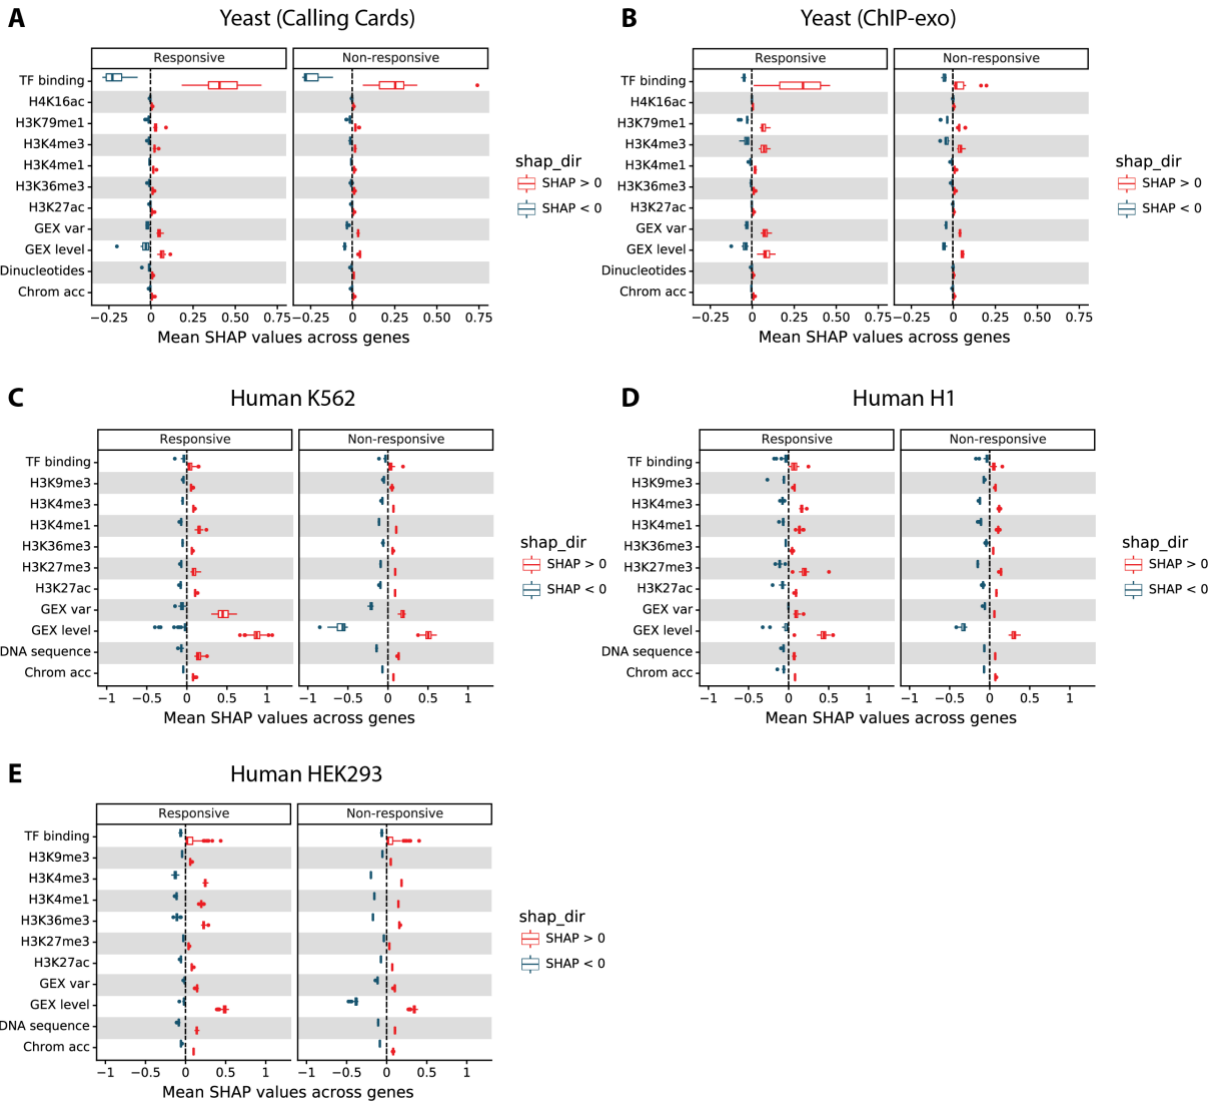 A
Yeast (Calling Cards)
Responsive
Non-responsive
TF binding
H4K16ac
H3K79me1
H3K4me3
H3K4me1
H3K36me3
H3K27ac
GEX var
GEX level
Dinucleotides
Chrom acc
−0.25 0 0.25 0.50 0.75 −0.25 0 0.25 0.50 0.75
Mean SHAP values across genes
shap_dir
SHAP > 0
SHAP < 0
B
Yeast (ChIP-exo)
Responsive
Non-responsive
TF binding
H4K16ac
H3K79me1
H3K4me3
H3K4me1
H3K36me3
H3K27ac
GEX var
GEX level
Dinucleotides
Chrom acc
−0.25 0 0.25 0.50 0.75 −0.25 0 0.25 0.50 0.75
Mean SHAP values across genes
shap_dir
SHAP > 0
SHAP < 0
C
Human K562
Responsive
Non-responsive
TF binding
H3K9me3
H3K4me3
H3K4me1
H3K36me3
H3K27me3
H3K27ac
GEX var
GEX level
DNA sequence
Chrom acc
−1 −0.5 0 0.5 1 −1 −0.5 0 0.5 1
Mean SHAP values across genes
shap_dir
SHAP > 0
SHAP < 0
D
Human H1
Responsive
Non-responsive
TF binding
H3K9me3
H3K4me3
H3K4me1
H3K36me3
H3K27me3
H3K27ac
GEX var
GEX level
DNA sequence
Chrom acc
−1 −0.5 0 0.5 1 −1 −0.5 0 0.5 1
Mean SHAP values across genes
shap_dir
SHAP > 0
SHAP < 0
E
Human HEK293
Responsive
Non-responsive
TF binding
H3K9me3
H3K4me3
H3K4me1
H3K36me3
H3K27me3
H3K27ac
GEX var
GEX level
DNA sequence
Chrom acc
−1 −0.5 0 0.5 1 −1 −0.5 0 0.5 1
Mean SHAP values across genes
shap_dir
SHAP > 0
SHAP < 0